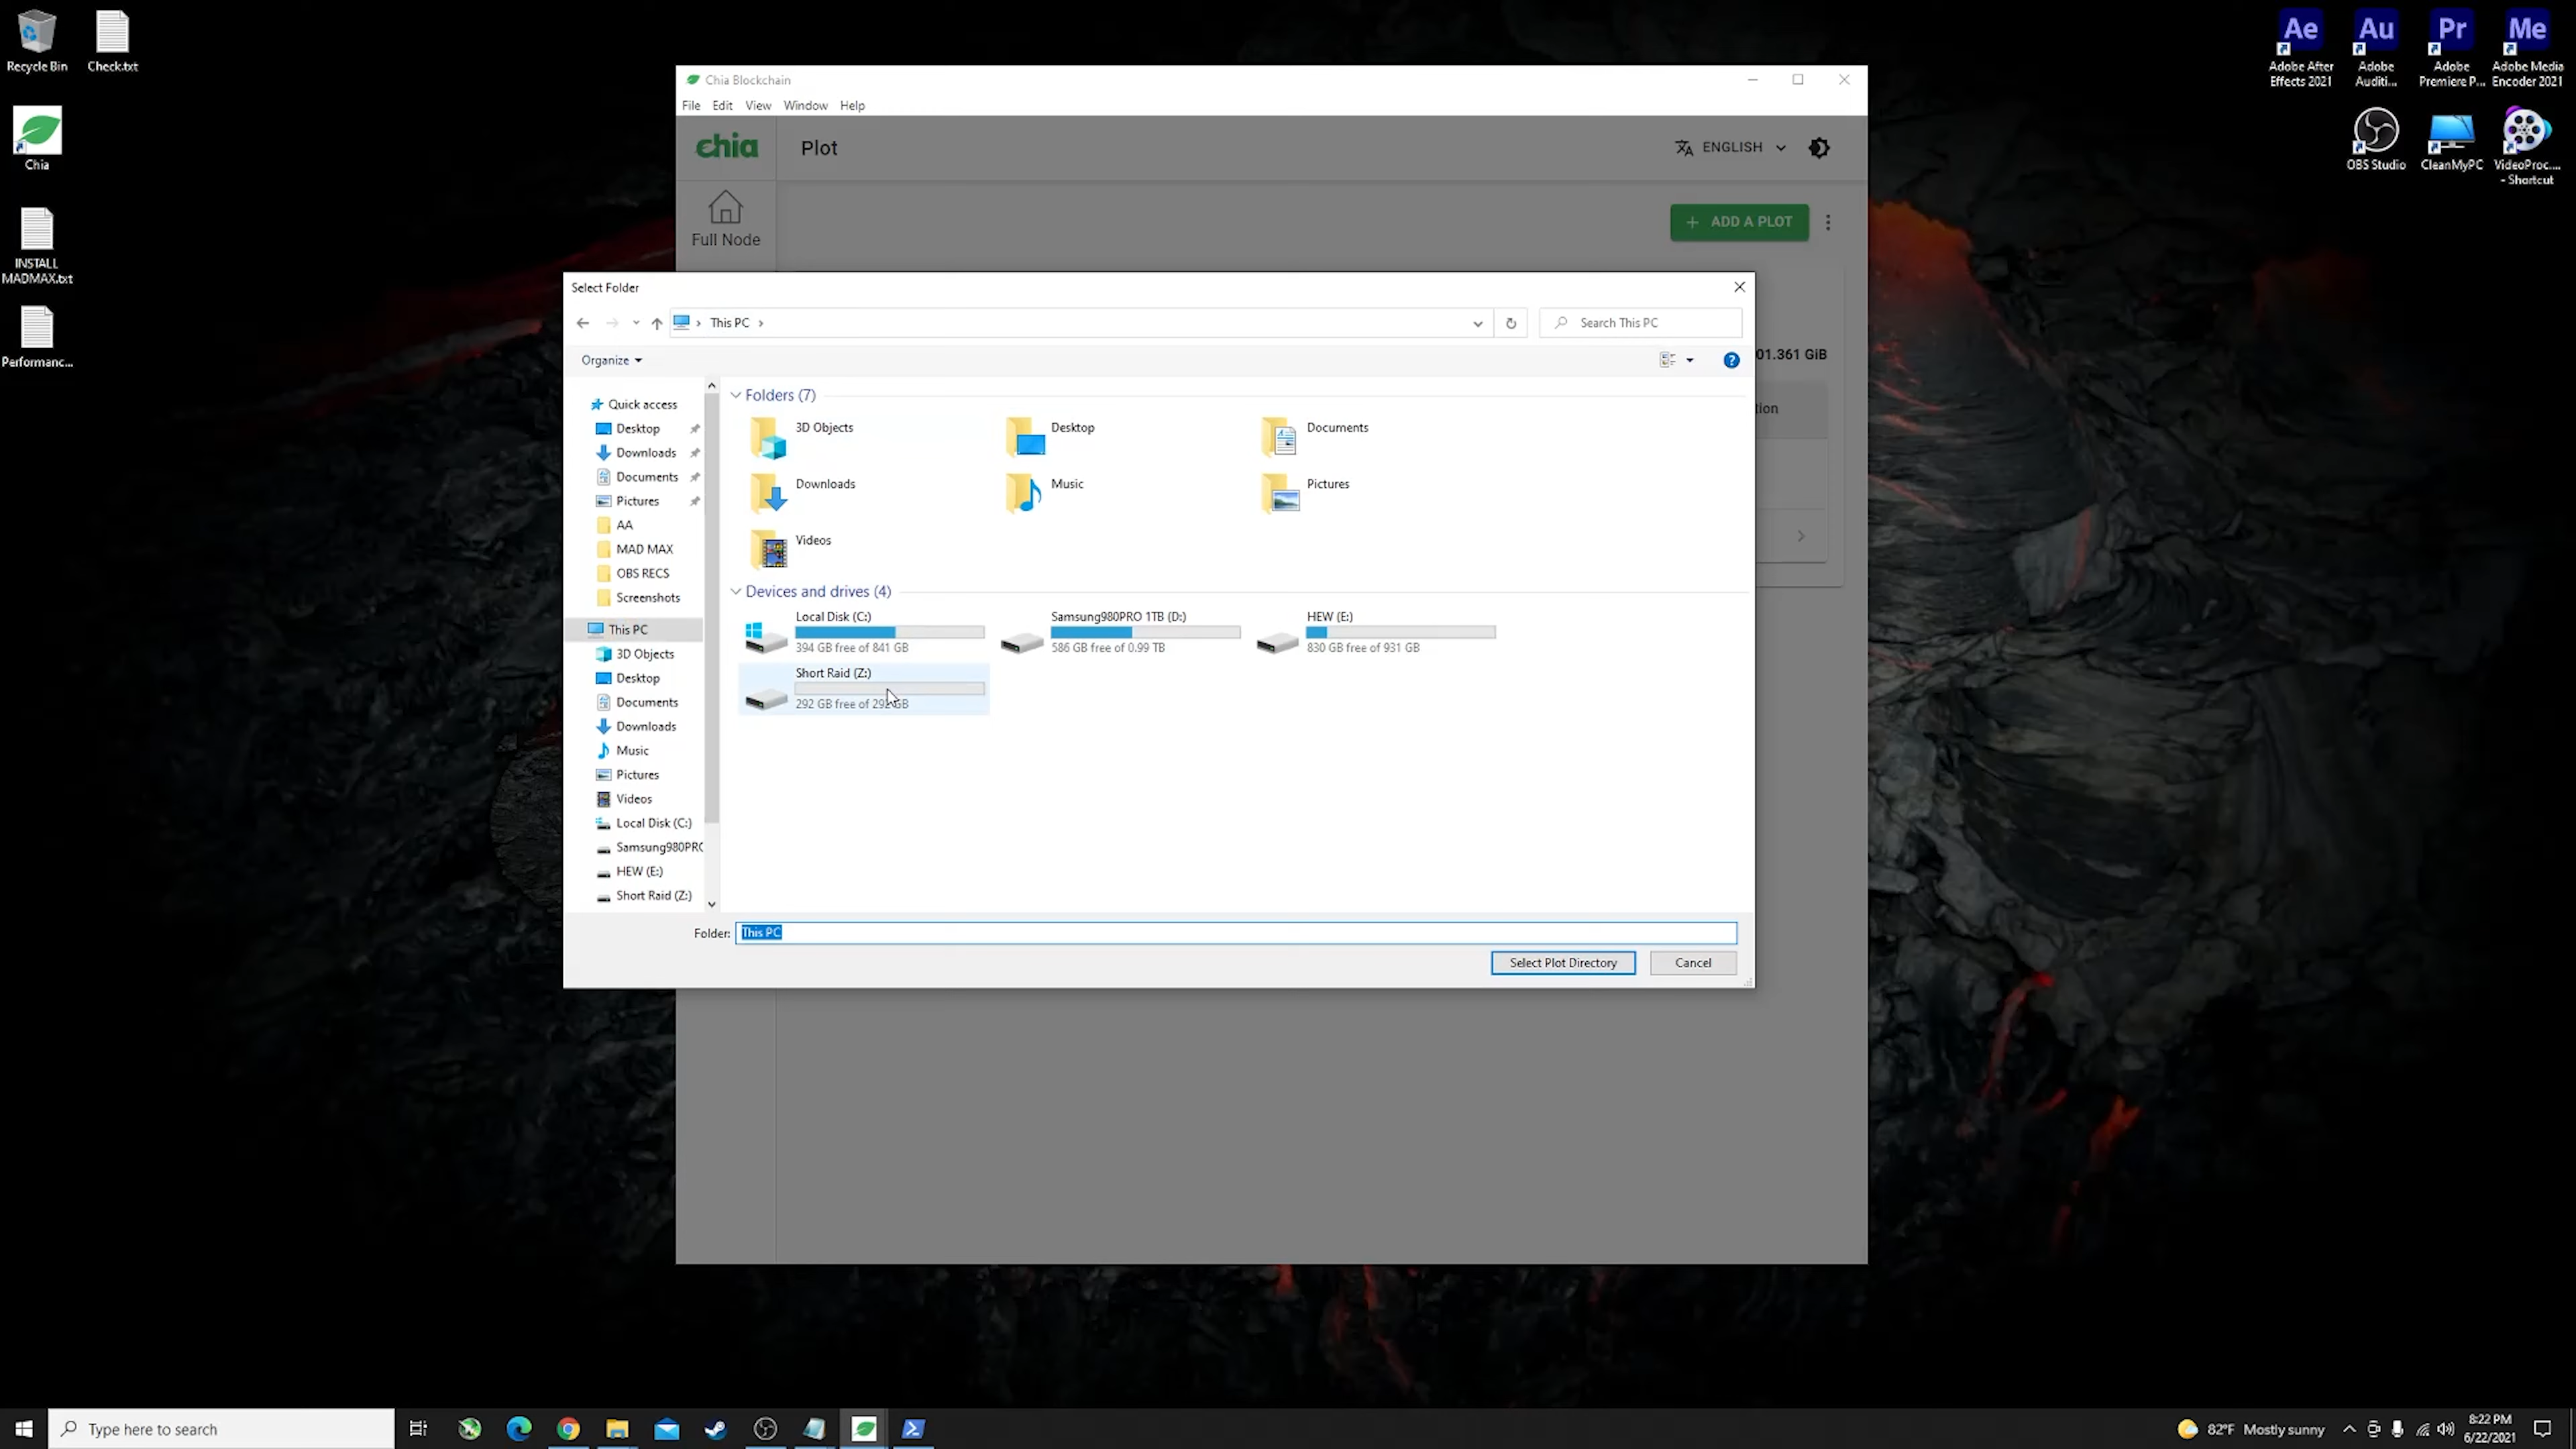 Recycle Bin
Check.txt
Chia
INSTALL
MADMAX.txt
Performanc...
Adobe After
Effects 2021
Adobe
Auditi...
Adobe
Premiere P...
Adobe Media
Encoder 2021
Ae
Au
Pr
Me
OBS Studio
CleanMyPC
VideoProc....
- Shortcut
Chia Blockchain
File
Edit
View
Window
Help
chia
Plot
ENGLISH
Full Node
ADD A PLOT
01.361 GiB
tion
Select Folder
This PC
Search This PC
Organize
Quick access
Desktop
Downloads
Documents
Pictures
AA
MAD MAX
OBS RECS
Screenshots
This PC
3D Objects
Desktop
Documents
Downloads
Music
Pictures
Videos
Local Disk (C:)
Samsung980PRO
HEW (E:)
Short Raid (Z:)
Folders (7)
3D Objects
Desktop
Documents
Downloads
Music
Pictures
Videos
Devices and drives (4)
Local Disk (C:)
394 GB free of 841 GB
Samsung980PRO 1TB (D:)
586 GB free of 0.99 TB
HEW (E:)
830 GB free of 931 GB
Short Raid (Z:)
292 GB free of 292 GB
Folder:
This PC
Select Plot Directory
Cancel
Type here to search
82°F Mostly sunny
8:22 PM
6/22/2021